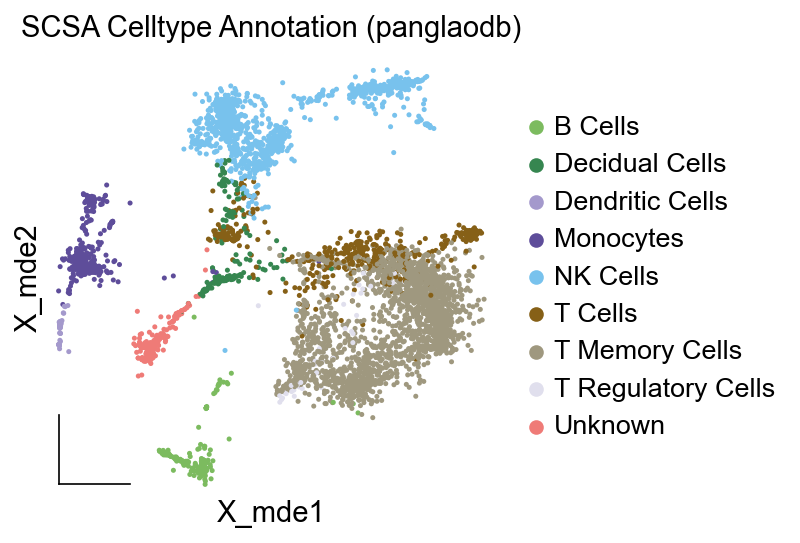 SCSA Celltype Annotation (panglaodb)
B Cells
Decidual Cells
Dendritic Cells
Monocytes
NK Cells
T Cells
T Memory Cells
T Regulatory Cells
Unknown
X_mde2
X_mde1